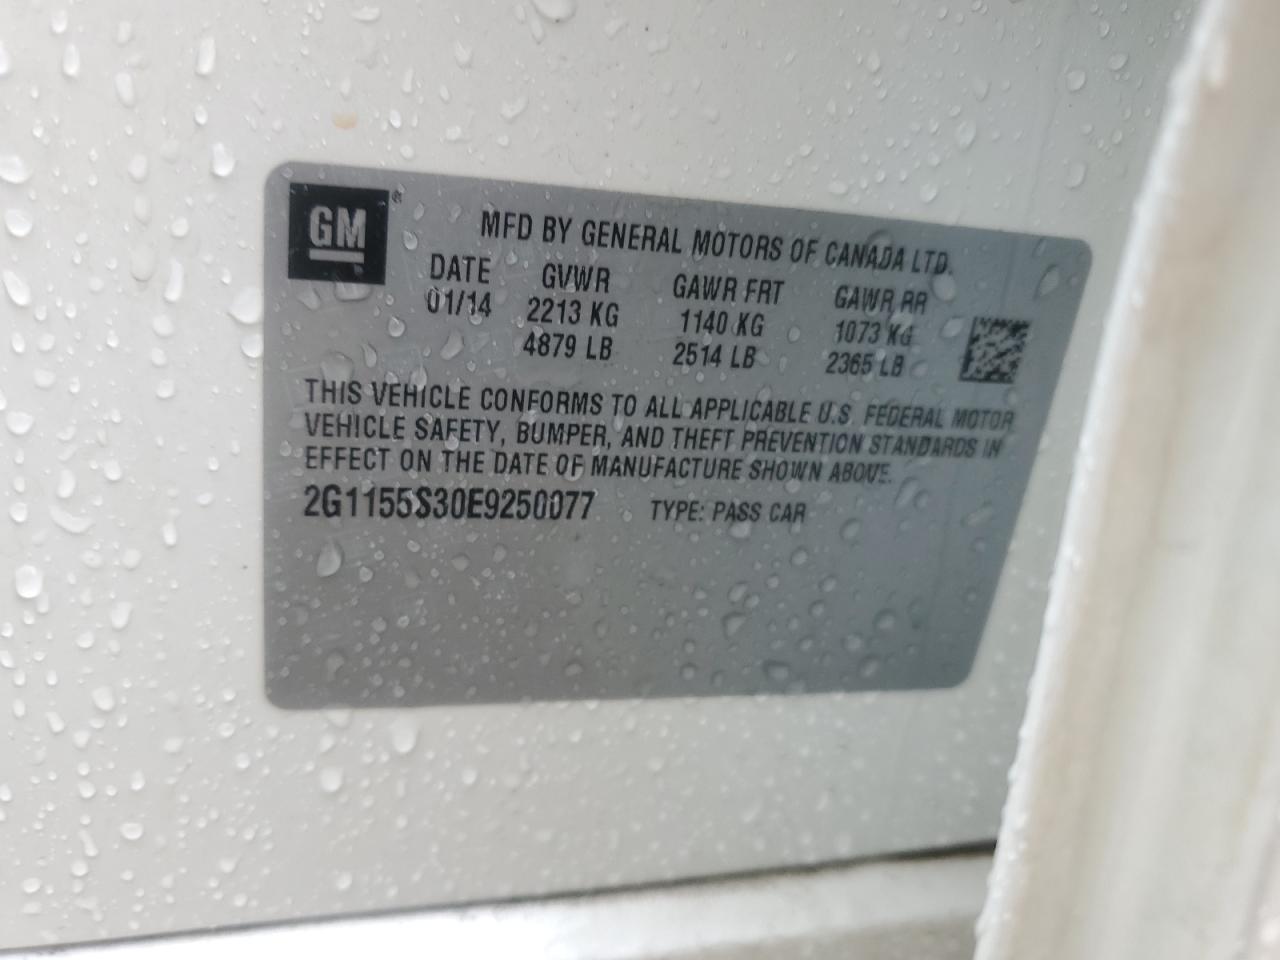 GM ®
MFD BY GENERAL MOTORS OF CANADA LTD.
DATE GVWR GAWR FRT GAWR RR
01/14 2213 KG 1140 KG 1073 KG
4879 LB 2514 LB 2365 LB
THIS VEHICLE CONFORMS TO ALL APPLICABLE U.S. FEDERAL MOTOR
VEHICLE SAFETY, BUMPER, AND THEFT PREVENTION STANDARDS IN
EFFECT ON THE DATE OF MANUFACTURE SHOWN ABOVE.
2G1155S30E9250077 TYPE: PASS CAR